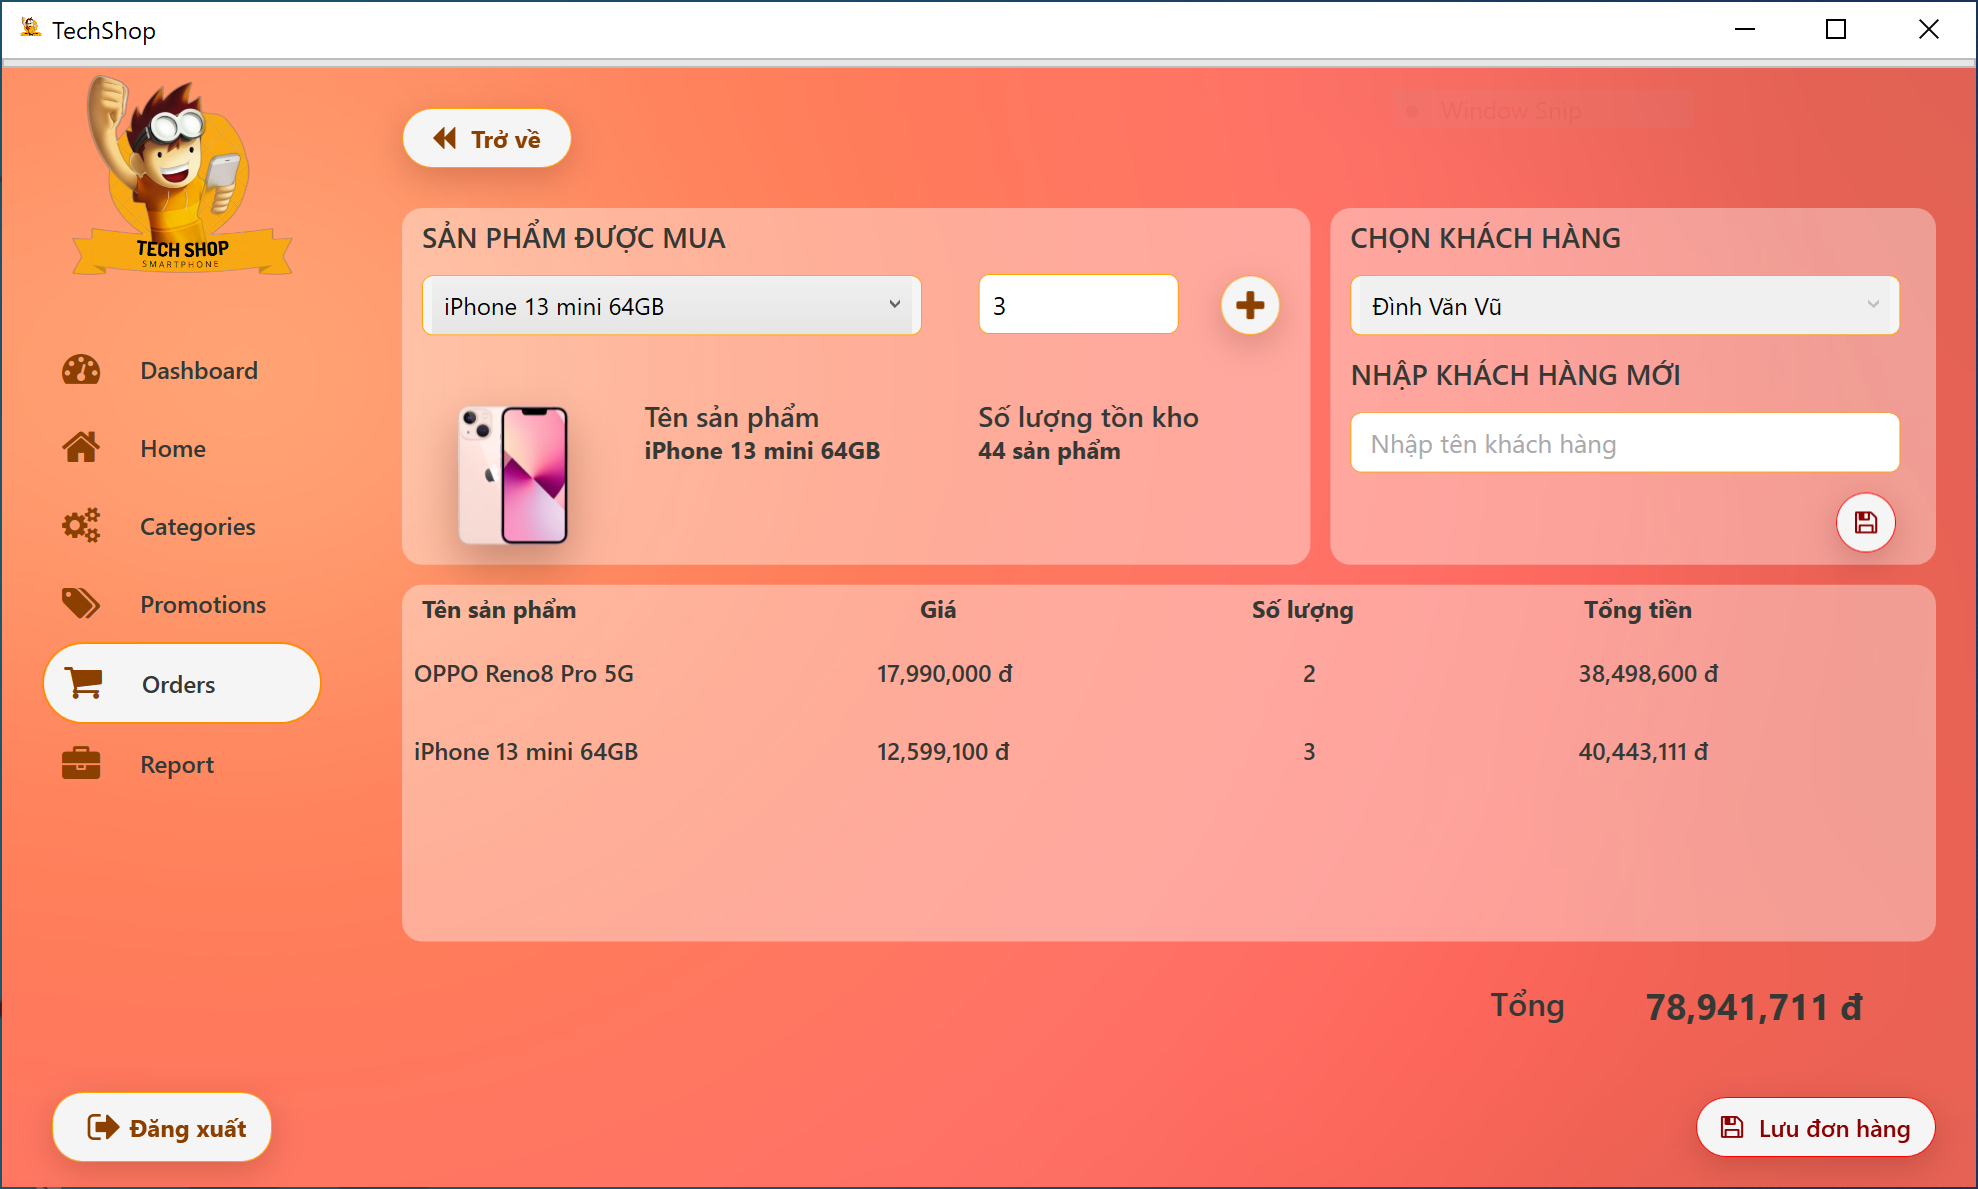 TechShop
Window Snip
TECH SHOP
SMARTPHONE
Trở về
SẢN PHẨM ĐƯỢC MUA
CHỌN KHÁCH HÀNG
iPhone 13 mini 64GB
3
Đình Văn Vũ
NHẬP KHÁCH HÀNG MỚI
Nhập tên khách hàng
Tên sản phẩm
iPhone 13 mini 64GB
Số lượng tồn kho
44 sản phẩm
Dashboard
Home
Categories
Promotions
Orders
Report
Tên sản phẩm Giá Số lượng Tổng tiền
OPPO Reno8 Pro 5G 17,990,000 đ 2 38,498,600 đ
iPhone 13 mini 64GB 12,599,100 đ 3 40,443,111 đ
Tổng 78,941,711 đ
Đăng xuất
Lưu đơn hàng